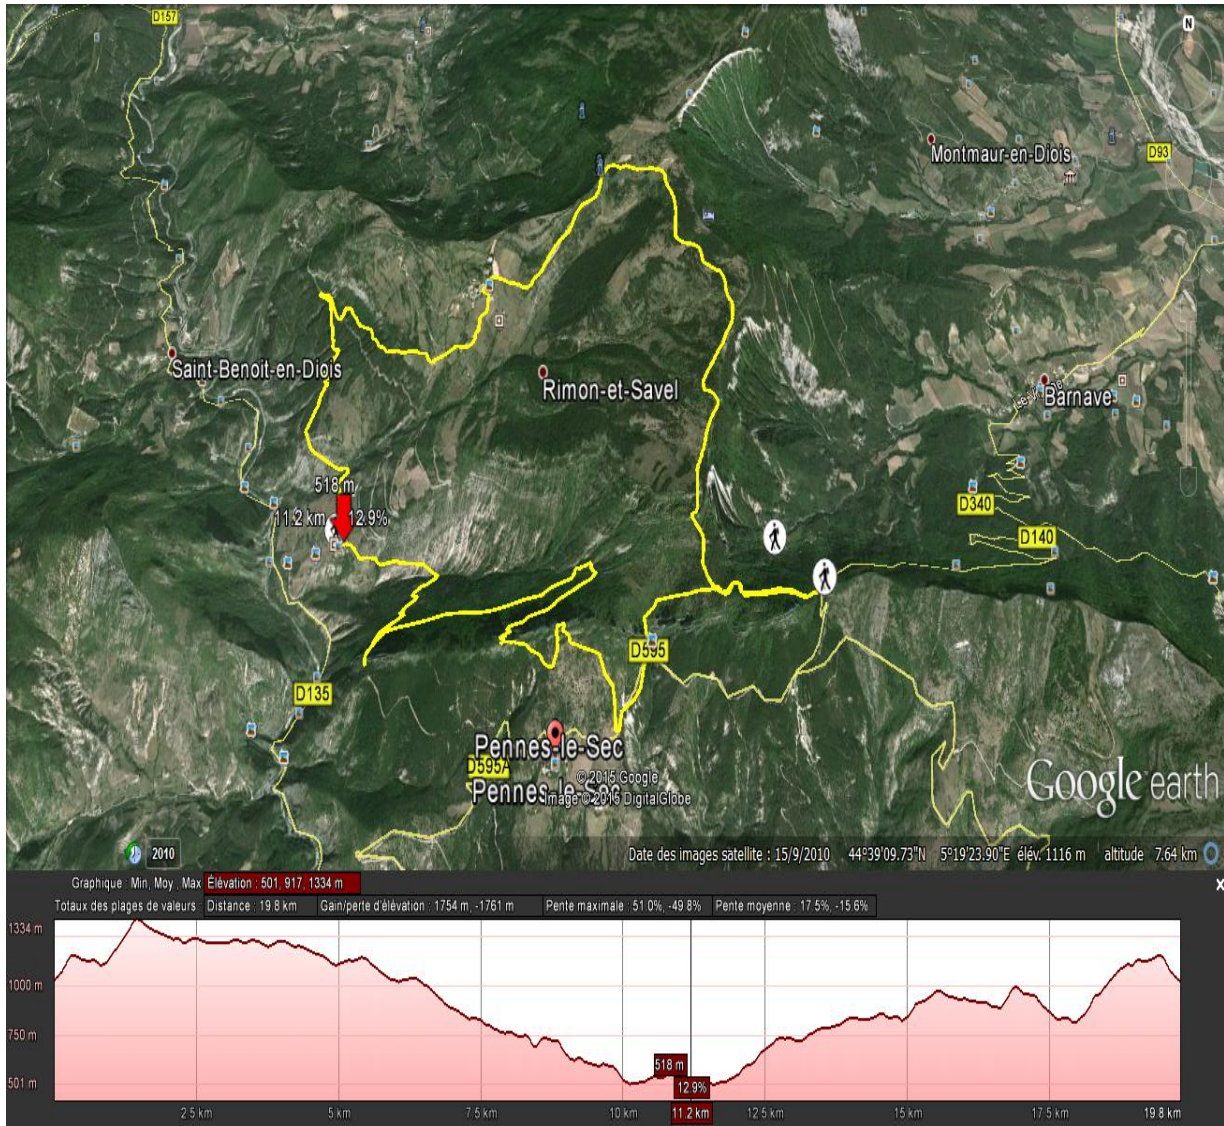 D157
N
Montmaur-en-Diois
D93
Saint-Benoit-en-Diois
Rimon-et-Savel
Barnave
518 m
11.2 km
12.9%
D340
D140
D595
D135
Pennes-le-Sec
D595A
Pennes-le-Sec
© 2015 Google
Image © 2015 DigitalGlobe
Google earth
2010
Date des images satellite : 15/9/2010 44°39'09.73"N 5°19'23.90"E élév. 1116 m altitude 7.64 km
Graphique : Min, Moy, Max Élévation : 501, 917, 1334 m
x
Totaux des plages de valeurs : Distance : 19.8 km Gain/perte d'élévation : 1754 m, -1761 m Pente maximale : 51.0%, -49.8% Pente moyenne : 17.5%, -15.6%
1334 m
1000 m
750 m
501 m
518 m
12.9%
2.5 km 5 km 7.5 km 10 km 11.2 km 12.5 km 15 km 17.5 km 19.8 km